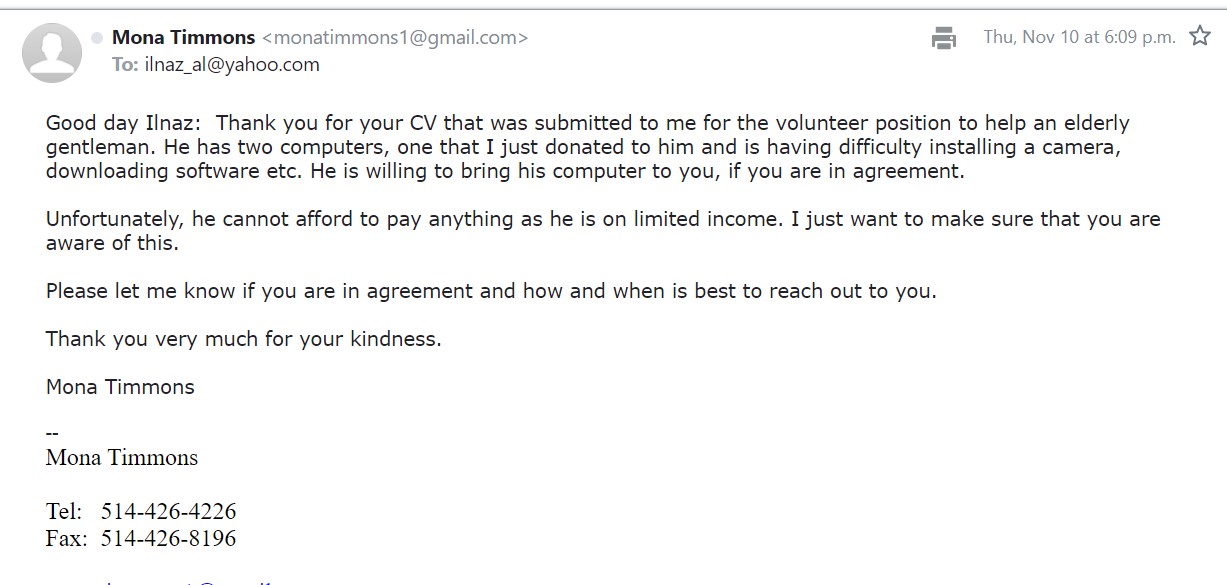 Mona Timmons <monatimmons1@gmail.com>
Thu, Nov 10 at 6:09 p.m.
To: ilnaz_al@yahoo.com
Good day Ilnaz:  Thank you for your CV that was submitted to me for the volunteer position to help an elderly
gentleman. He has two computers, one that I just donated to him and is having difficulty installing a camera,
downloading software etc. He is willing to bring his computer to you, if you are in agreement.
Unfortunately, he cannot afford to pay anything as he is on limited income. I just want to make sure that you are
aware of this.
Please let me know if you are in agreement and how and when is best to reach out to you.
Thank you very much for your kindness.
Mona Timmons
--
Mona Timmons
Tel:   514-426-4226
Fax:  514-426-8196